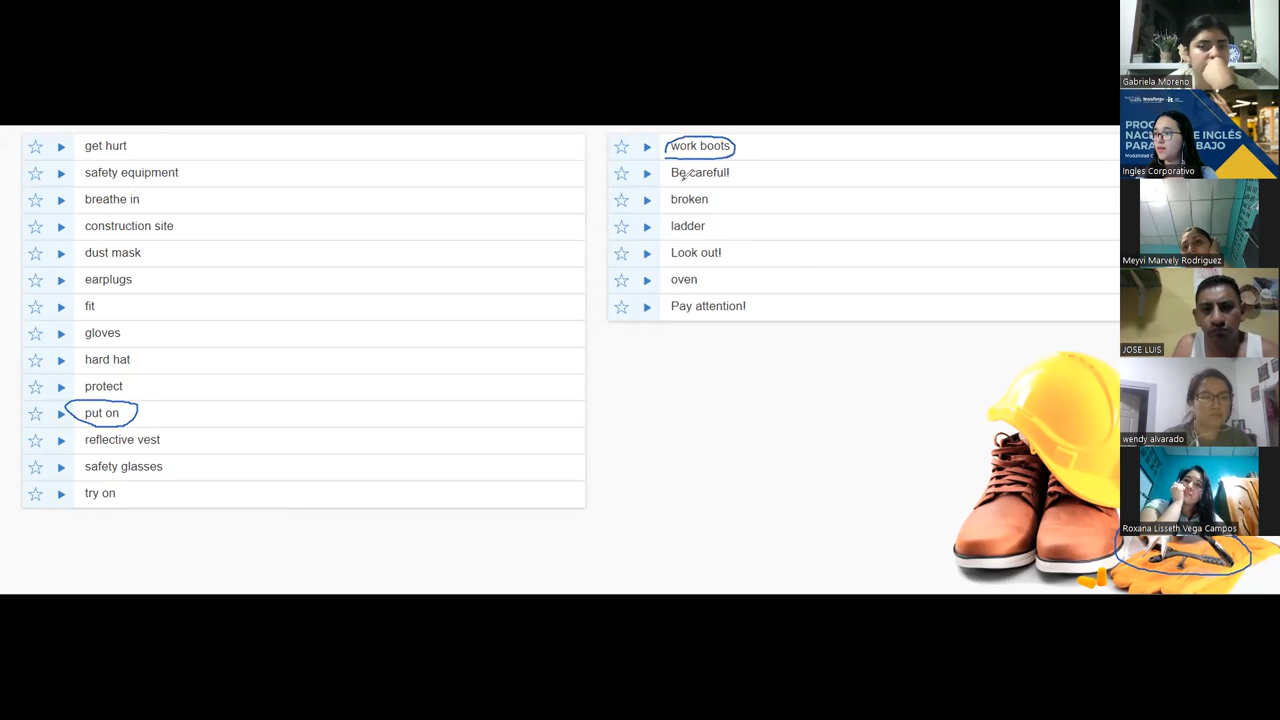 get hurt
safety equipment
breathe in
construction site
dust mask
earplugs
fit
gloves
hard hat
protect
put on
reflective vest
safety glasses
try on
work boots
Be careful!
broken
ladder
Look out!
oven
Pay attention!
Gabriela Moreno
Ingles Corporativo
Meyvi Marvely Rodriguez
JOSE LUIS
wendy alvarado
Roxana Lisseth Vega Campos